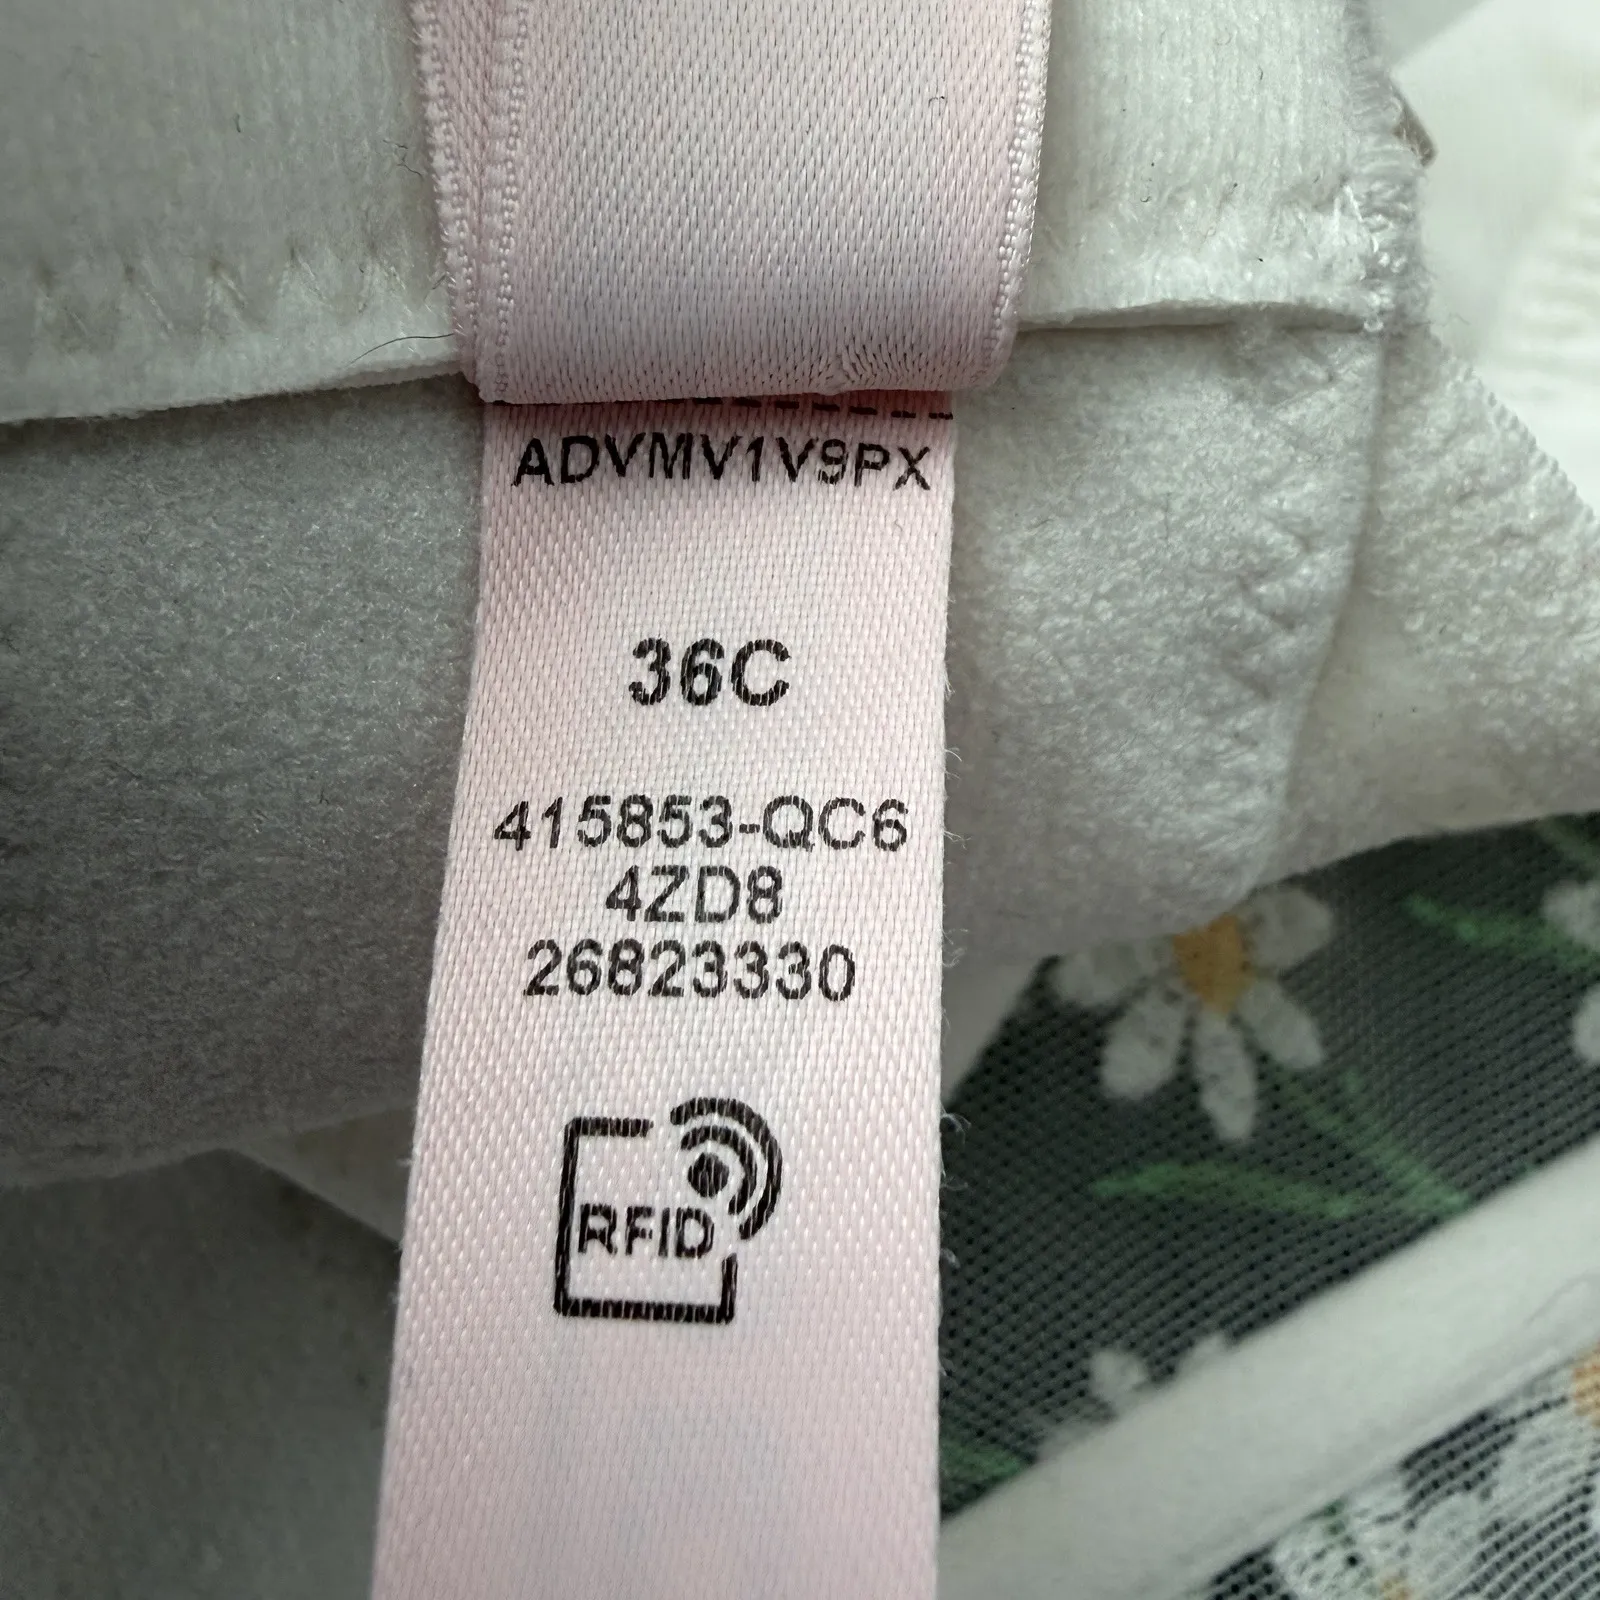 ADVMV1V9PX
36C
415853-QC6
4ZD8
26823330
RFID